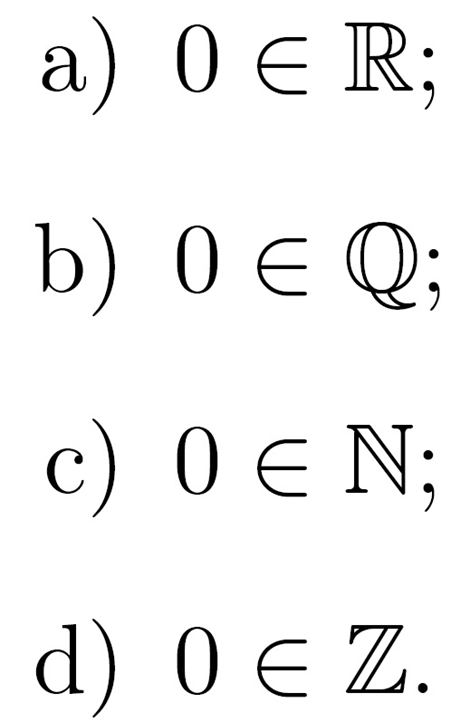 a) 0 ∈ ℝ;
b) 0 ∈ ℚ;
c) 0 ∈ ℕ;
d) 0 ∈ ℤ.